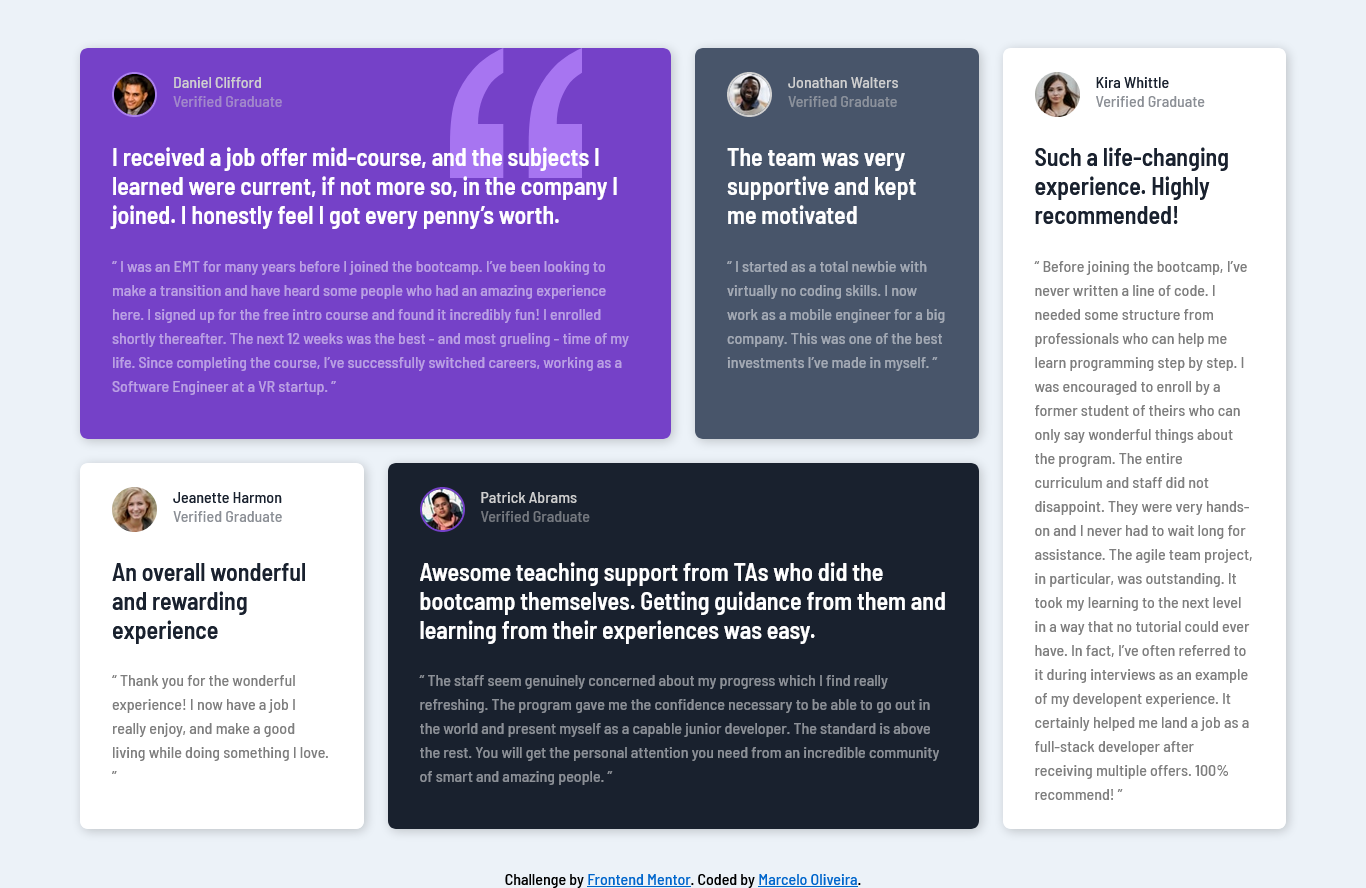 Daniel Clifford
Verified Graduate
I received a job offer mid-course, and the subjects I
learned were current, if not more so, in the company I
joined. I honestly feel I got every penny’s worth.
“ I was an EMT for many years before I joined the bootcamp. I’ve been looking to
make a transition and have heard some people who had an amazing experience
here. I signed up for the free intro course and found it incredibly fun! I enrolled
shortly thereafter. The next 12 weeks was the best - and most grueling - time of my
life. Since completing the course, I’ve successfully switched careers, working as a
Software Engineer at a VR startup. ”
Jonathan Walters
Verified Graduate
The team was very
supportive and kept
me motivated
“ I started as a total newbie with
virtually no coding skills. I now
work as a mobile engineer for a big
company. This was one of the best
investments I’ve made in myself. ”
Kira Whittle
Verified Graduate
Such a life-changing
experience. Highly
recommended!
“ Before joining the bootcamp, I’ve
never written a line of code. I
needed some structure from
professionals who can help me
learn programming step by step. I
was encouraged to enroll by a
former student of theirs who can
only say wonderful things about
the program. The entire
curriculum and staff did not
disappoint. They were very hands-
on and I never had to wait long for
assistance. The agile team project,
in particular, was outstanding. It
took my learning to the next level
in a way that no tutorial could ever
have. In fact, I’ve often referred to
it during interviews as an example
of my developent experience. It
certainly helped me land a job as a
full-stack developer after
receiving multiple offers. 100%
recommend! ”
Jeanette Harmon
Verified Graduate
An overall wonderful
and rewarding
experience
“ Thank you for the wonderful
experience! I now have a job I
really enjoy, and make a good
living while doing something I love.
”
Patrick Abrams
Verified Graduate
Awesome teaching support from TAs who did the
bootcamp themselves. Getting guidance from them and
learning from their experiences was easy.
“ The staff seem genuinely concerned about my progress which I find really
refreshing. The program gave me the confidence necessary to be able to go out in
the world and present myself as a capable junior developer. The standard is above
the rest. You will get the personal attention you need from an incredible community
of smart and amazing people. ”
Challenge by Frontend Mentor. Coded by Marcelo Oliveira.